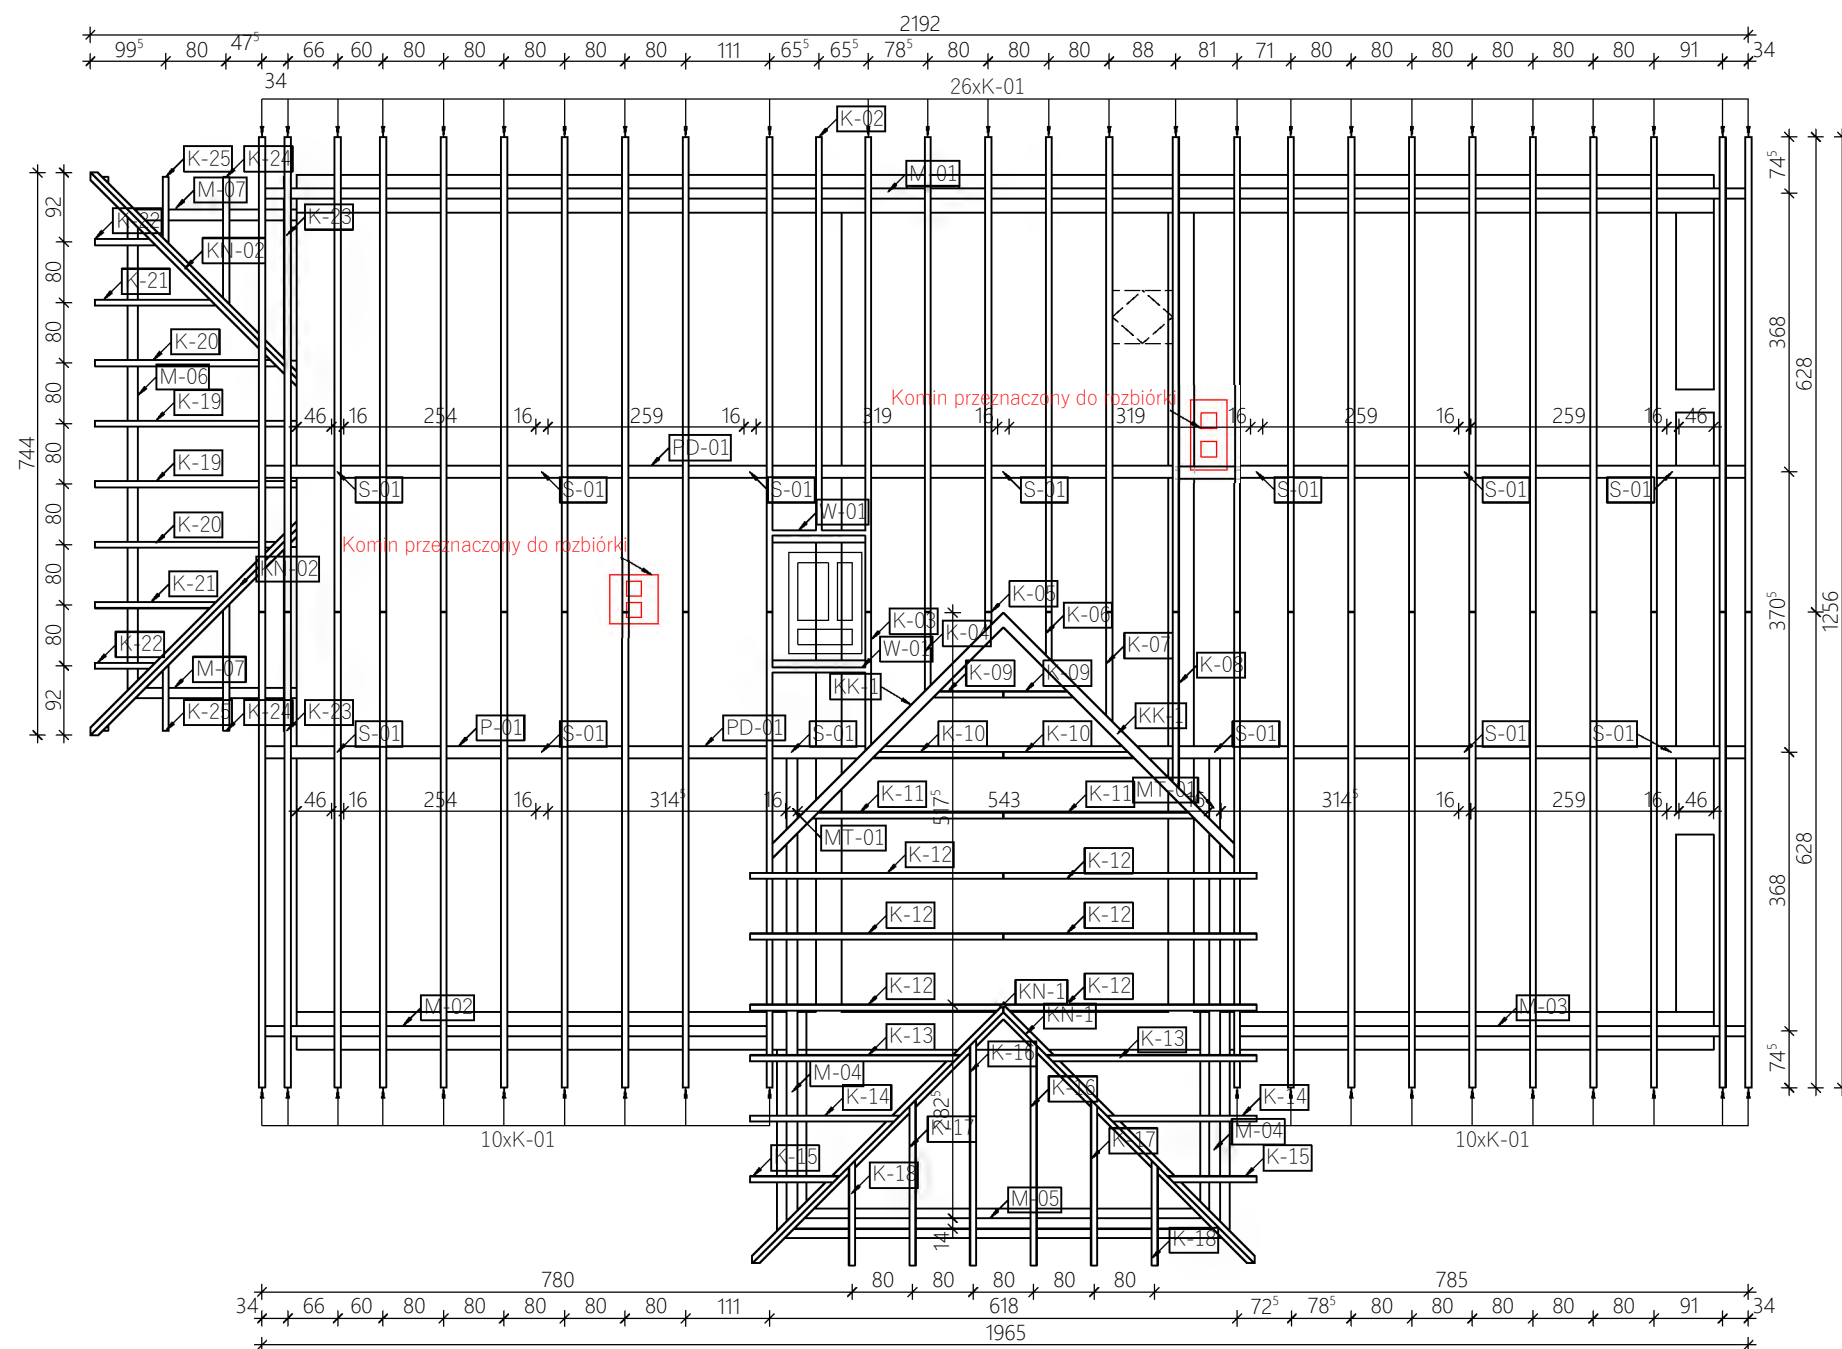 2192
99⁵ 80 47⁵ 66 60 80 80 80 80 80 111 65⁵ 65⁵ 78⁵ 80 80 80 88 81 71 80 80 80 80 80 80 91 34
34
26xK-01
K-02
K-25 K-24
M-07
M-01
K-22 K-23
KN-02
K-21
K-20
M-06
K-19
Komin przeznaczony do rozbiórki
46 16 254 16 259 16 319 16 319 16 259 16 259 16 46
PD-01
K-19
S-01 S-01 S-01 S-01 S-01 S-01 S-01
W-01
K-20
Komin przeznaczony do rozbiórki
KN-02
K-21
K-05
K-06
K-03 K-04
K-07
K-22
W-01
K-08
M-07
K-09 K-09
KK-1
KK-1
K-25 K-24 K-23
S-01 P-01 S-01 PD-01 S-01 K-10 K-10 S-01 S-01 S-01
MT-01
K-11 K-11
46 16 254 16 314⁵ 16 543 16 314⁵ 16 259 16 46
MT-01
K-12 K-12
K-12 K-12
K-12 K-12
KN-1
KN-1
M-02
M-03
K-13 K-13
K-16
M-04
K-16
K-14 K-14
K-17
K-17
M-04
K-15 K-15
K-18
M-05
K-18
10xK-01 10xK-01
517⁵
282⁵
14
744
92
80
80
80
80
80
80
80
92
74⁵
368
370⁵
368
74⁵
628
628
1256
780 80 80 80 80 80 785
34 66 60 80 80 80 80 80 111 618 72⁵ 78⁵ 80 80 80 80 80 91 34
1965